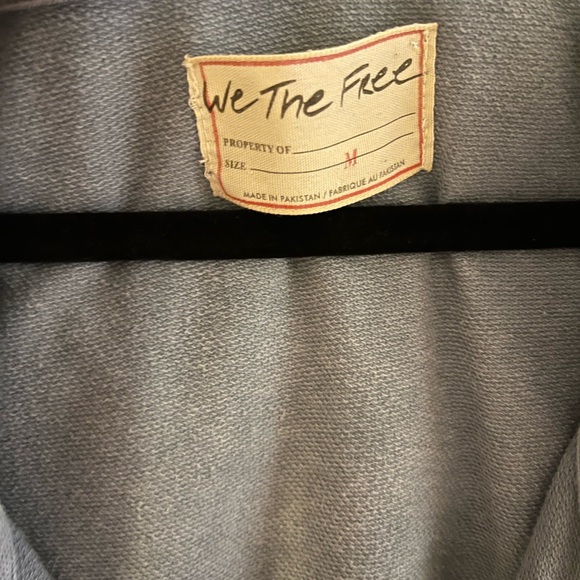 We The Free
PROPERTY OF
SIZE M
MADE IN PAKISTAN / FABRIQUE AU PAKISTAN